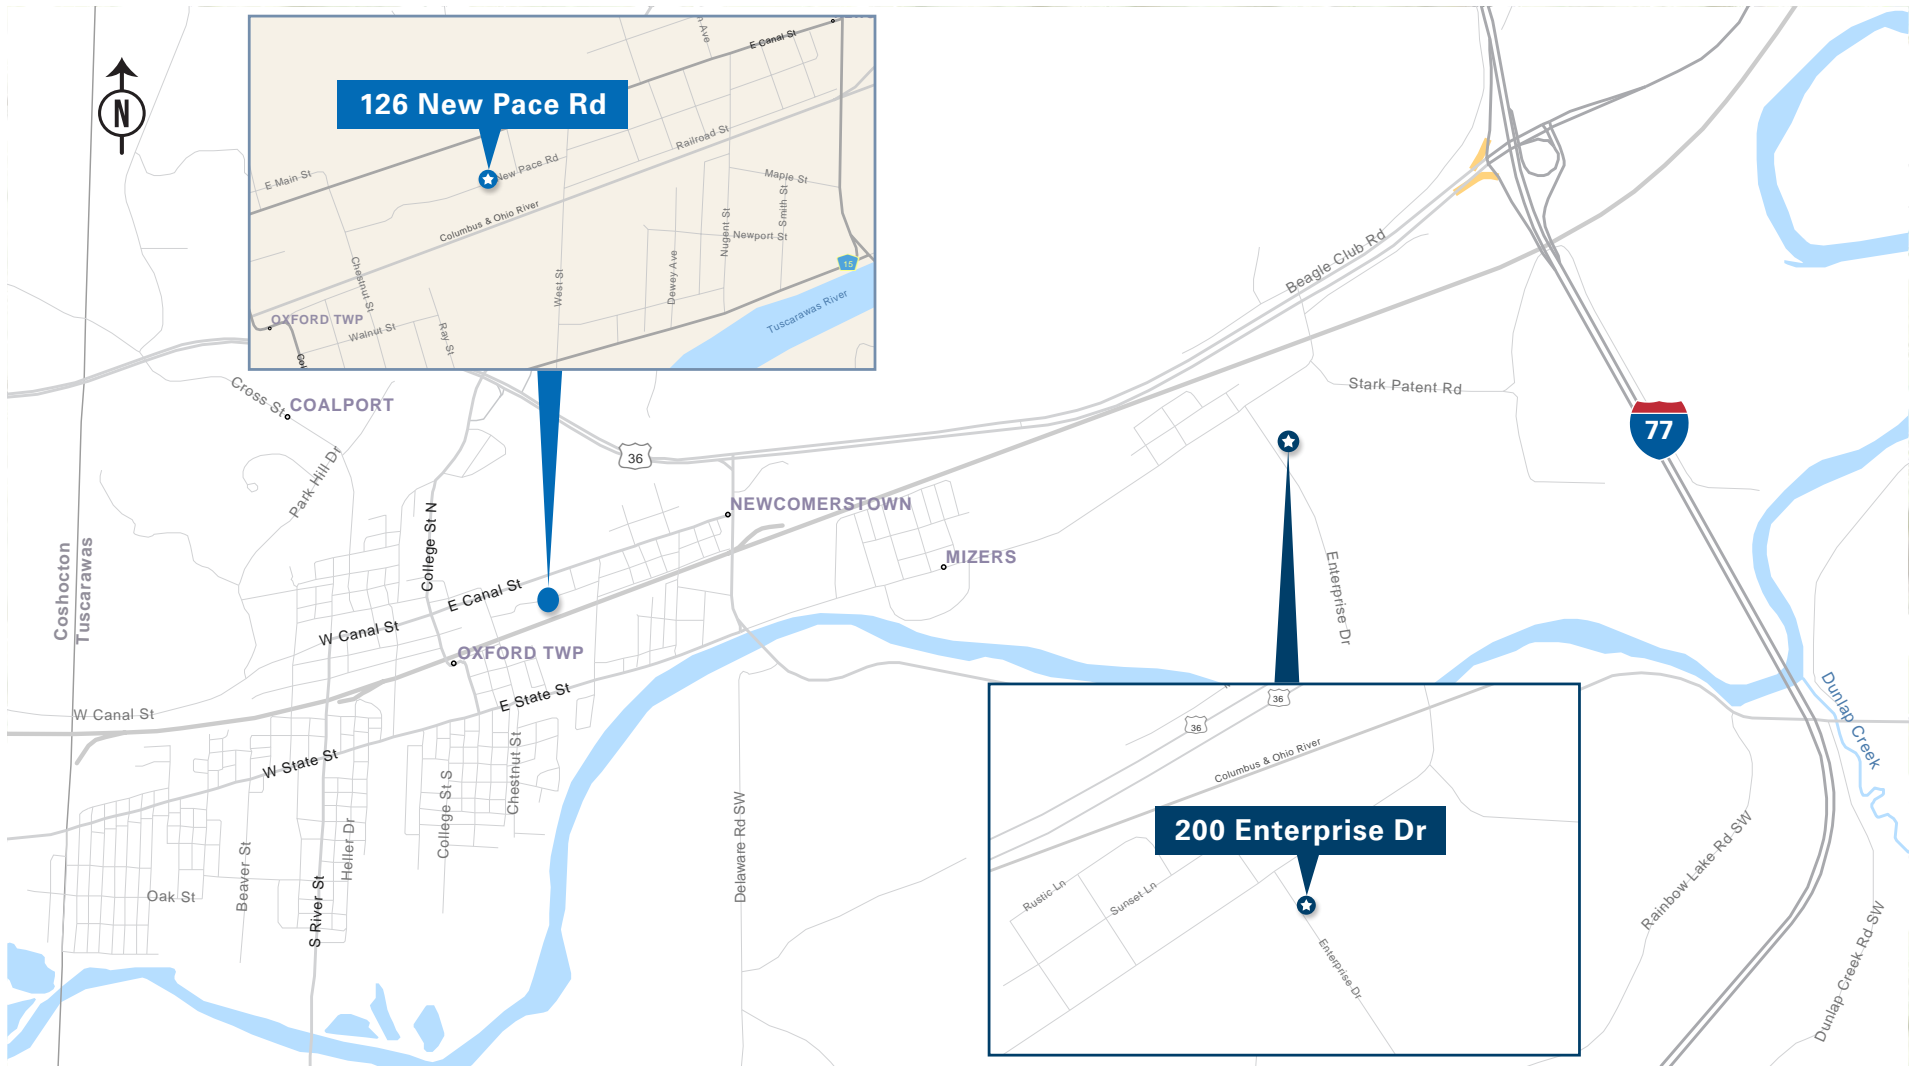 N
E Canal St
126 New Pace Rd
Railroad St
New Pace Rd
E Main St
Maple St
Smith St
Columbus & Ohio River
Nugent St
Newport St
Dewey Ave
West St
15
Chestnut St
Tuscarawas River
OXFORD TWP
Walnut St
Ray St
Beagle Club Rd
Stark Patent Rd
Cross St
COALPORT
77
36
Park Hill Dr
College St N
NEWCOMERSTOWN
MIZERS
Coshocton
Tuscarawas
Enterprise Dr
E Canal St
W Canal St
OXFORD TWP
E State St
W Canal St
W State St
Chestnut St
College St S
Heller Dr
Beaver St
Oak St
S River St
Delaware Rd SW
36
36
Columbus & Ohio River
200 Enterprise Dr
Rustic Ln
Sunset Ln
Enterprise Dr
Dunlap Creek
Rainbow Lake Rd SW
Dunlap Creek Rd SW